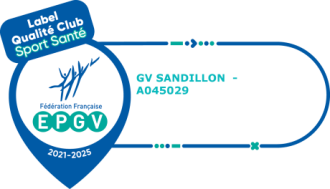 Label
Qualité Club
Sport Santé
Fédération Française
EPGV
2021-2025
GV SANDILLON -
A045029